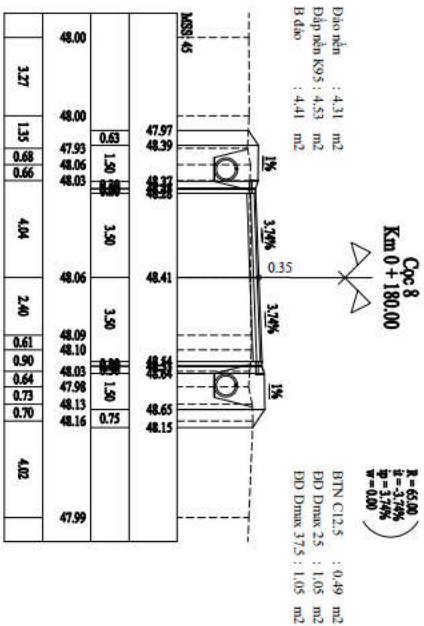 Cọc 8
Km 0 + 180.00
R = 65.00
it = -3.74%
ip = 3.74%
w = 0.00
Đào nền : 4.31 m2
Đắp nền K95 : 4.53 m2
B đào : 4.41 m2
BTN C12.5 : 0.49 m2
ĐD Dmax 25 : 1.05 m2
ĐD Dmax 37.5 : 1.05 m2
0.35
1% 3.74% 3.74% 1%
MSS: 45
47.97 48.39 48.37 48.41 48.54 48.65 48.15
0.63 1.50 3.50 3.50 1.50 0.75
48.00 48.00 47.93 48.06 48.03 48.06 48.09 48.10 48.03 47.98 48.13 48.16 47.99
3.27 1.35 0.68 0.66 4.04 2.40 0.61 0.90 0.64 0.73 0.70 4.02